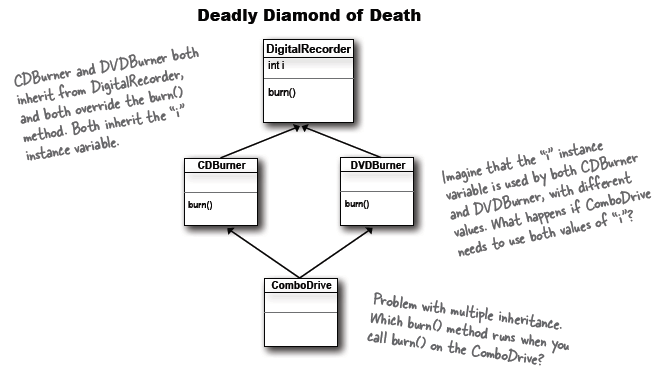 Deadly Diamond of Death
CDBurner and DVDBurner both
inherit from DigitalRecorder,
and both override the burn()
method. Both inherit the "i"
instance variable.
DigitalRecorder
int i
burn()
CDBurner
burn()
DVDBurner
burn()
Imagine that the "i" instance
variable is used by both CDBurner
and DVDBurner, with different
values. What happens if ComboDrive
needs to use both values of "i"?
ComboDrive
Problem with multiple inheritance.
Which burn() method runs when you
call burn() on the ComboDrive?